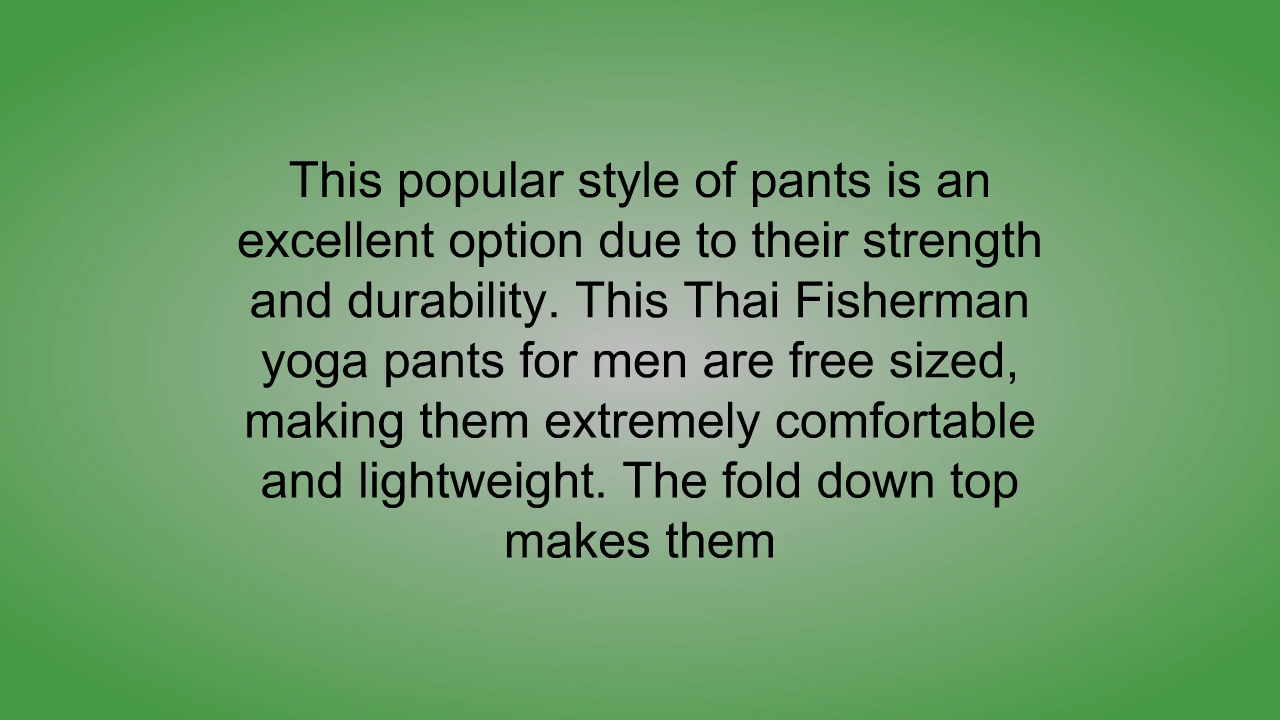 This popular style of pants is an
excellent option due to their strength
and durability. This Thai Fisherman
yoga pants for men are free sized,
making them extremely comfortable
and lightweight. The fold down top
makes them